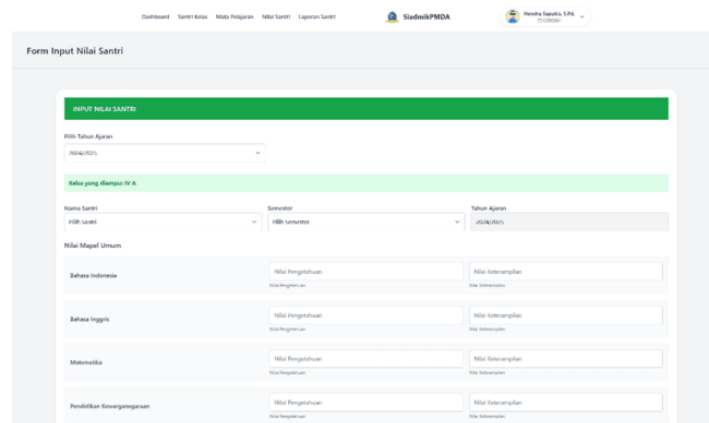 Dashboard Santri Kelas Mata Pelajaran Nilai Santri Laporan Santri SiadmikPMDA Hendra Saputra, S.Pd.
Form Input Nilai Santri
INPUT NILAI SANTRI
Pilih Tahun Ajaran
2024/2025
Kelas yang diampu: IV A
Nama Santri Semester Tahun Ajaran
Pilih Santri Pilih Semester 2024/2025
Nilai Mapel Umum
Bahasa Indonesia Nilai Pengetahuan Nilai Keterampilan
Nilai Pengetahuan Nilai Keterampilan
Bahasa Inggris Nilai Pengetahuan Nilai Keterampilan
Nilai Pengetahuan Nilai Keterampilan
Matematika Nilai Pengetahuan Nilai Keterampilan
Nilai Pengetahuan Nilai Keterampilan
Pendidikan Kewarganegaraan Nilai Pengetahuan Nilai Keterampilan
Nilai Pengetahuan Nilai Keterampilan